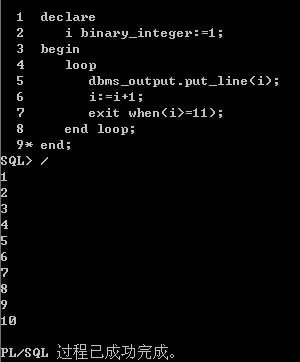 1 declare
2 i binary_integer:=1;
3 begin
4 loop
5 dbms_output.put_line(i);
6 i:=i+1;
7 exit when(i>=11);
8 end loop;
9* end;
SQL> /
1
2
3
4
5
6
7
8
9
10
PL/SQL 过程已成功完成。